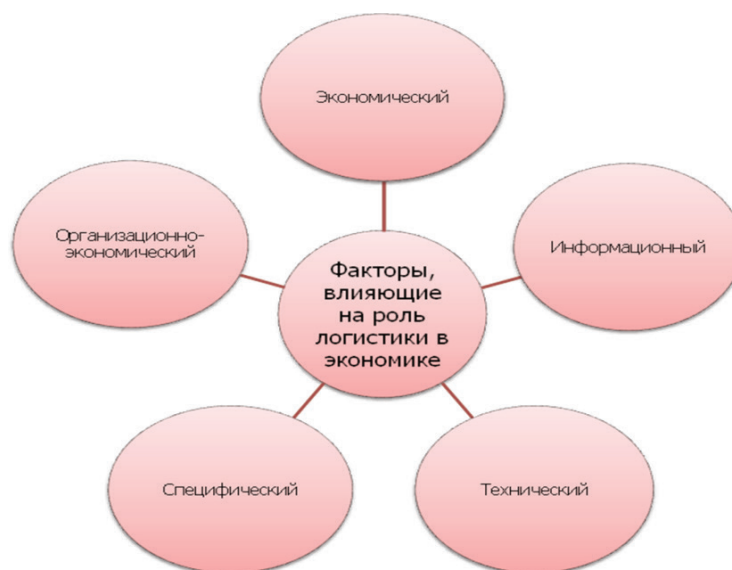 Экономический
Организационно-
экономический
Информационный
Факторы,
влияющие
на роль
логистики в
экономике
Специфический
Технический